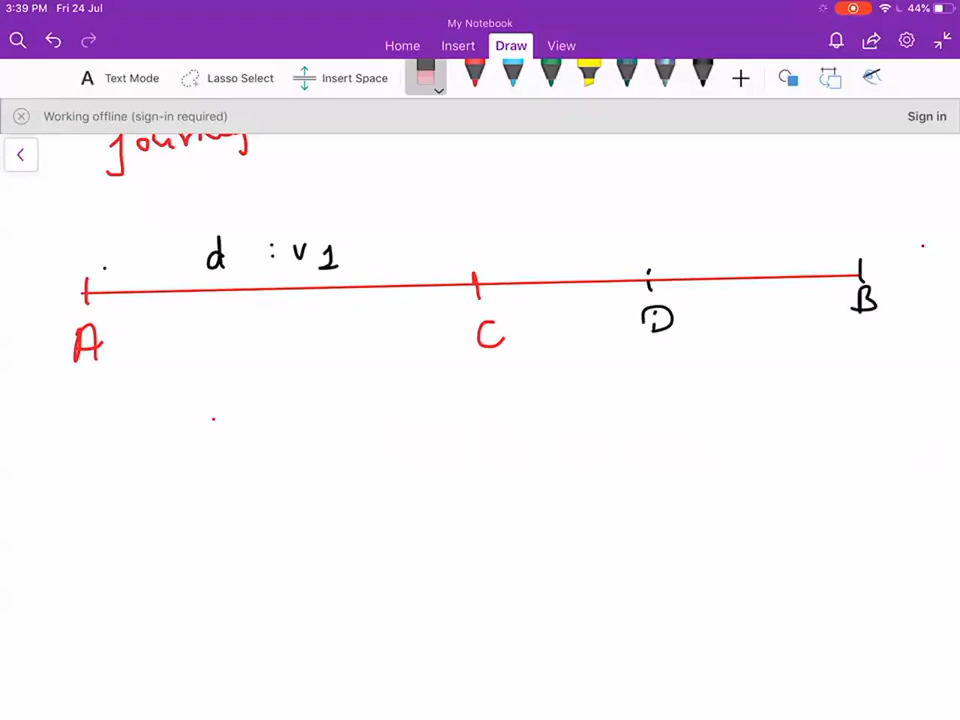 3:39 PM Fri 24 Jul 44%
My Notebook
Home Insert Draw View
A Text Mode Lasso Select Insert Space
Working offline (sign-in required) Sign in
Journey
d : v 1
A C D B